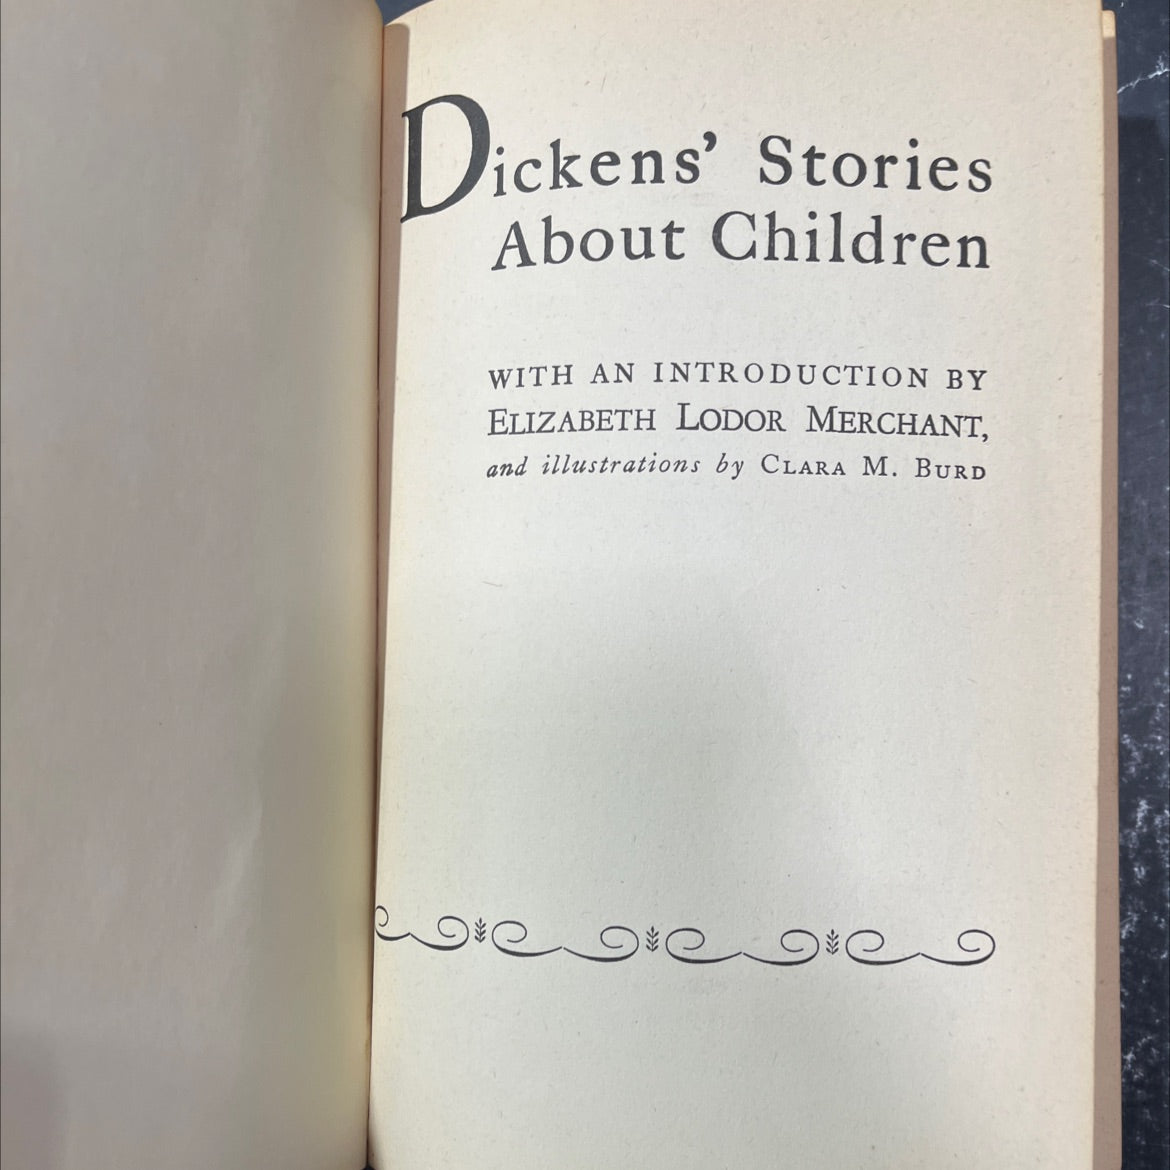 Dickens’ Stories
About Children
WITH AN INTRODUCTION BY
ELIZABETH LODOR MERCHANT,
and illustrations by CLARA M. BURD